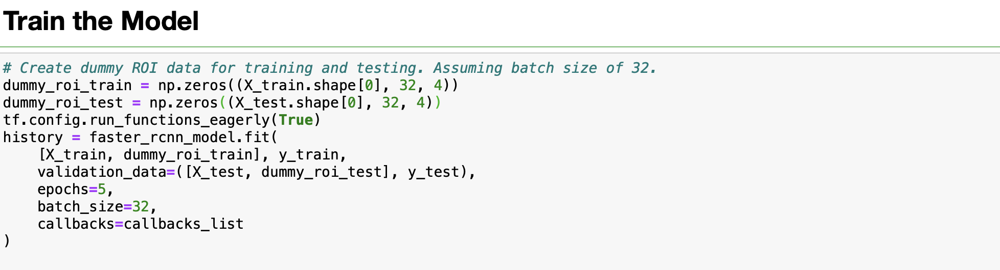 Train the Model
# Create dummy ROI data for training and testing. Assuming batch size of 32.
dummy_roi_train = np.zeros((X_train.shape[0], 32, 4))
dummy_roi_test = np.zeros((X_test.shape[0], 32, 4))
tf.config.run_functions_eagerly(True)
history = faster_rcnn_model.fit(
    [X_train, dummy_roi_train], y_train,
    validation_data=([X_test, dummy_roi_test], y_test),
    epochs=5,
    batch_size=32,
    callbacks=callbacks_list
)